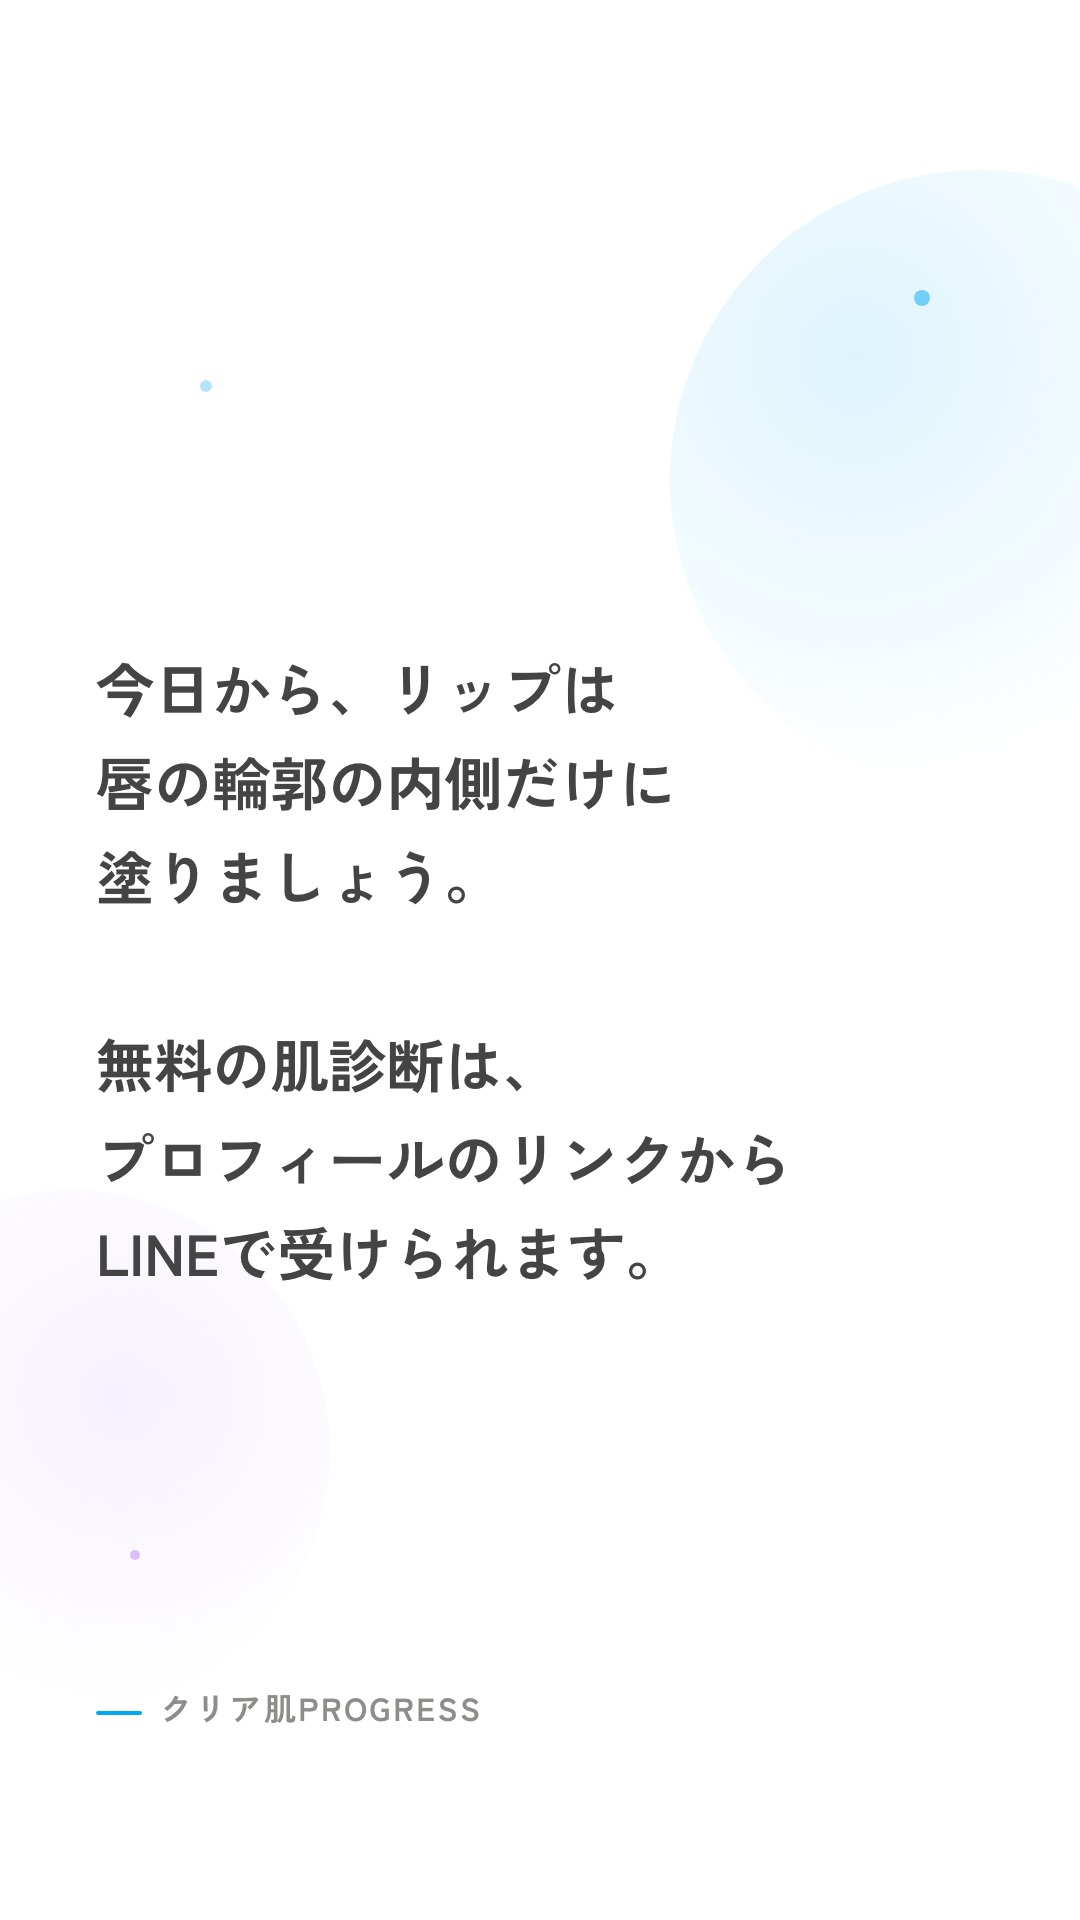 今日から、リップは
唇の輪郭の内側だけに
塗りましょう。
無料の肌診断は、
プロフィールのリンクから
LINEで受けられます。
クリア肌PROGRESS